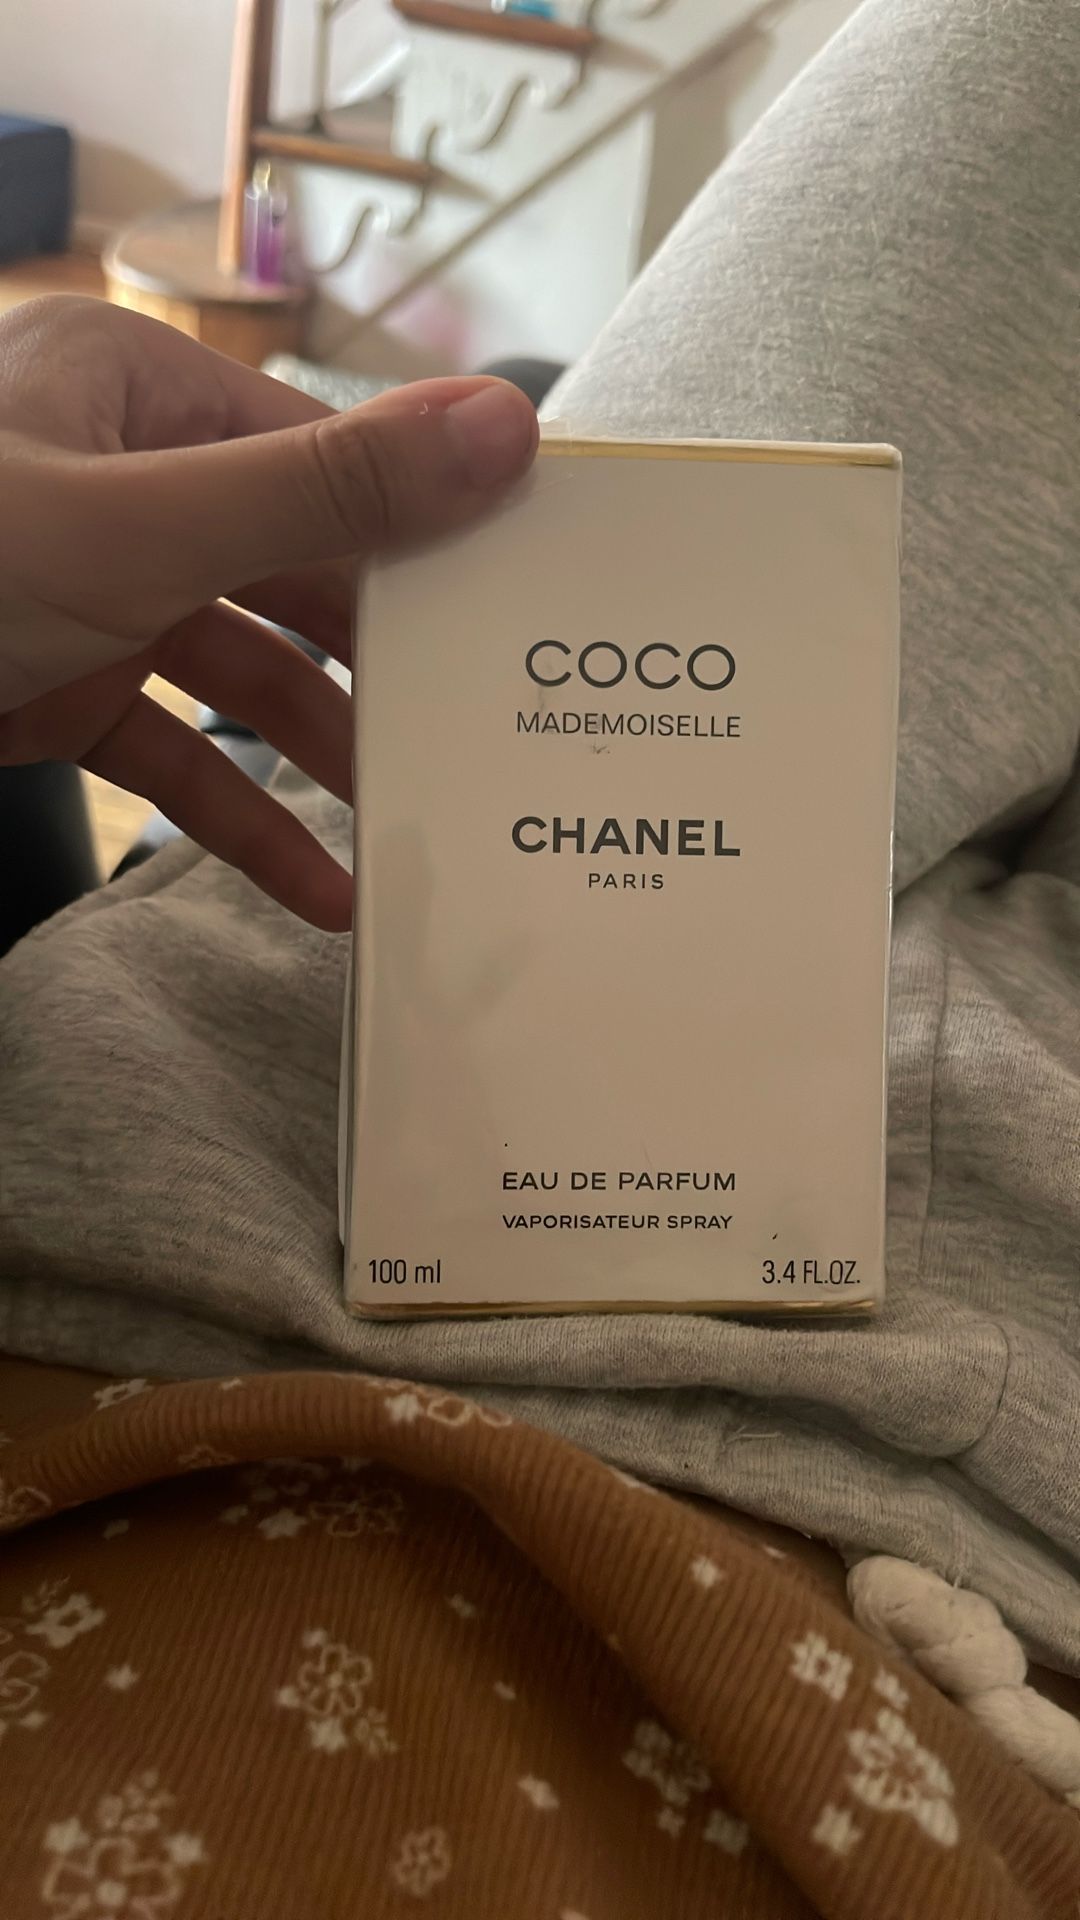 COCO
MADEMOISELLE
CHANEL
PARIS
EAU DE PARFUM
VAPORISATEUR SPRAY
100 ml 3.4 FL.OZ.